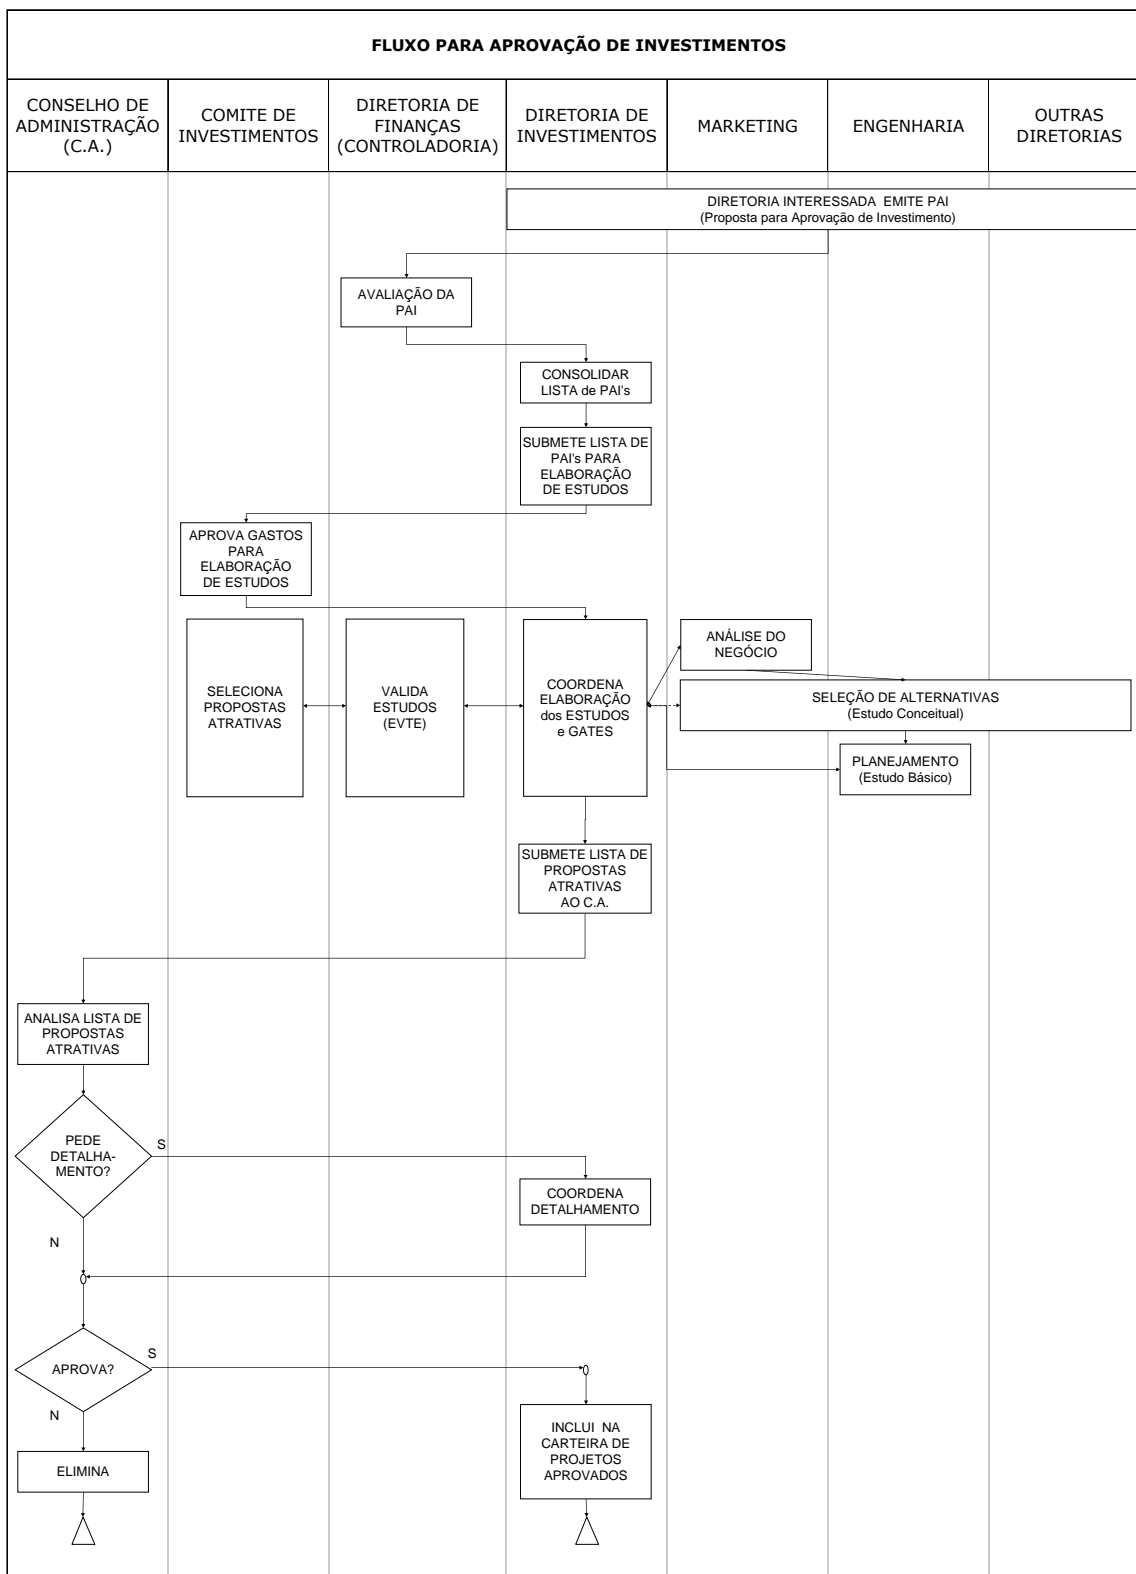 FLUXO PARA APROVAÇÃO DE INVESTIMENTOS
CONSELHO DE
ADMINISTRAÇÃO
(C.A.)
COMITE DE
INVESTIMENTOS
DIRETORIA DE
FINANÇAS
(CONTROLADORIA)
DIRETORIA DE
INVESTIMENTOS
MARKETING
ENGENHARIA
OUTRAS
DIRETORIAS
DIRETORIA INTERESSADA EMITE PAI
(Proposta para Aprovação de Investimento)
AVALIAÇÃO DA
PAI
CONSOLIDAR
LISTA de PAI's
SUBMETE LISTA DE
PAI's PARA
ELABORAÇÃO
DE ESTUDOS
APROVA GASTOS
PARA
ELABORAÇÃO
DE ESTUDOS
SELECIONA
PROPOSTAS
ATRATIVAS
VALIDA
ESTUDOS
(EVTE)
COORDENA
ELABORAÇÃO
dos ESTUDOS
e GATES
ANÁLISE DO
NEGÓCIO
SELEÇÃO DE ALTERNATIVAS
(Estudo Conceitual)
PLANEJAMENTO
(Estudo Básico)
SUBMETE LISTA DE
PROPOSTAS
ATRATIVAS
AO C.A.
ANALISA LISTA DE
PROPOSTAS
ATRATIVAS
PEDE
DETALHA-
MENTO?
S
N
COORDENA
DETALHAMENTO
APROVA?
S
N
INCLUI NA
CARTEIRA DE
PROJETOS
APROVADOS
ELIMINA